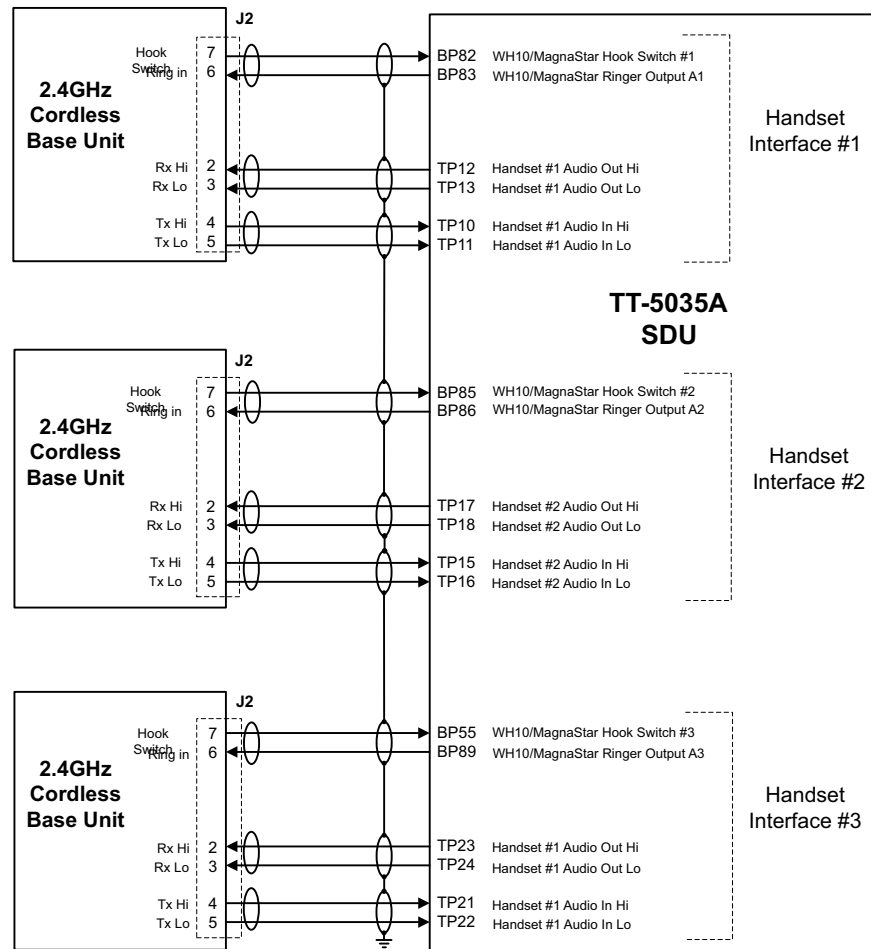 J2
Hook
Switch
7
BP82 WH10/MagnaStar Hook Switch #1
Ring in
6
BP83 WH10/MagnaStar Ringer Output A1
2.4GHz
Cordless
Base Unit
Handset
Interface #1
Rx Hi 2 TP12 Handset #1 Audio Out Hi
Rx Lo 3 TP13 Handset #1 Audio Out Lo
Tx Hi 4 TP10 Handset #1 Audio In Hi
Tx Lo 5 TP11 Handset #1 Audio In Lo
TT-5035A
SDU
J2
Hook
Switch
7
BP85 WH10/MagnaStar Hook Switch #2
Ring in
6
BP86 WH10/MagnaStar Ringer Output A2
2.4GHz
Cordless
Base Unit
Handset
Interface #2
Rx Hi 2 TP17 Handset #2 Audio Out Hi
Rx Lo 3 TP18 Handset #2 Audio Out Lo
Tx Hi 4 TP15 Handset #2 Audio In Hi
Tx Lo 5 TP16 Handset #2 Audio In Lo
J2
Hook
Switch
7
BP55 WH10/MagnaStar Hook Switch #3
Ring in
6
BP89 WH10/MagnaStar Ringer Output A3
2.4GHz
Cordless
Base Unit
Handset
Interface #3
Rx Hi 2 TP23 Handset #1 Audio Out Hi
Rx Lo 3 TP24 Handset #1 Audio Out Lo
Tx Hi 4 TP21 Handset #1 Audio In Hi
Tx Lo 5 TP22 Handset #1 Audio In Lo